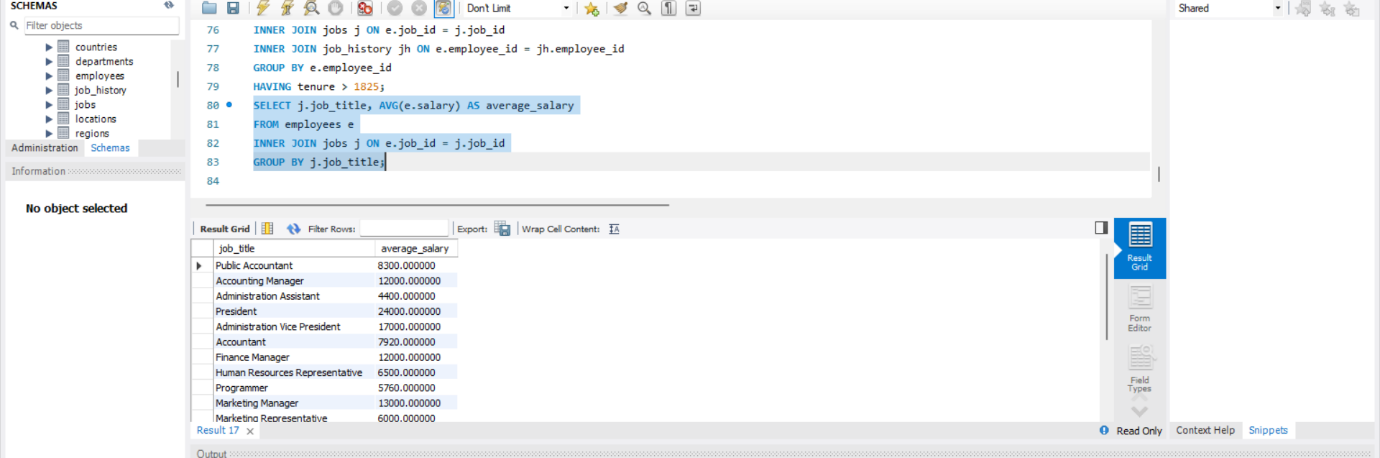 SCHEMAS
Filter objects
countries
departments
employees
job_history
jobs
locations
regions
Administration Schemas
Information
No object selected
Don't Limit
76 INNER JOIN jobs j ON e.job_id = j.job_id
77 INNER JOIN job_history jh ON e.employee_id = jh.employee_id
78 GROUP BY e.employee_id
79 HAVING tenure > 1825;
80 SELECT j.job_title, AVG(e.salary) AS average_salary
81 FROM employees e
82 INNER JOIN jobs j ON e.job_id = j.job_id
83 GROUP BY j.job_title;
84
Result Grid Filter Rows: Export: Wrap Cell Content:
job_title average_salary
Public Accountant 8300.000000
Accounting Manager 12000.000000
Administration Assistant 4400.000000
President 24000.000000
Administration Vice President 17000.000000
Accountant 7920.000000
Finance Manager 12000.000000
Human Resources Representative 6500.000000
Programmer 5760.000000
Marketing Manager 13000.000000
Marketing Representative 6000.000000
Result 17
Read Only
Output
Result
Grid
Form
Editor
Field
Types
Shared
Context Help Snippets